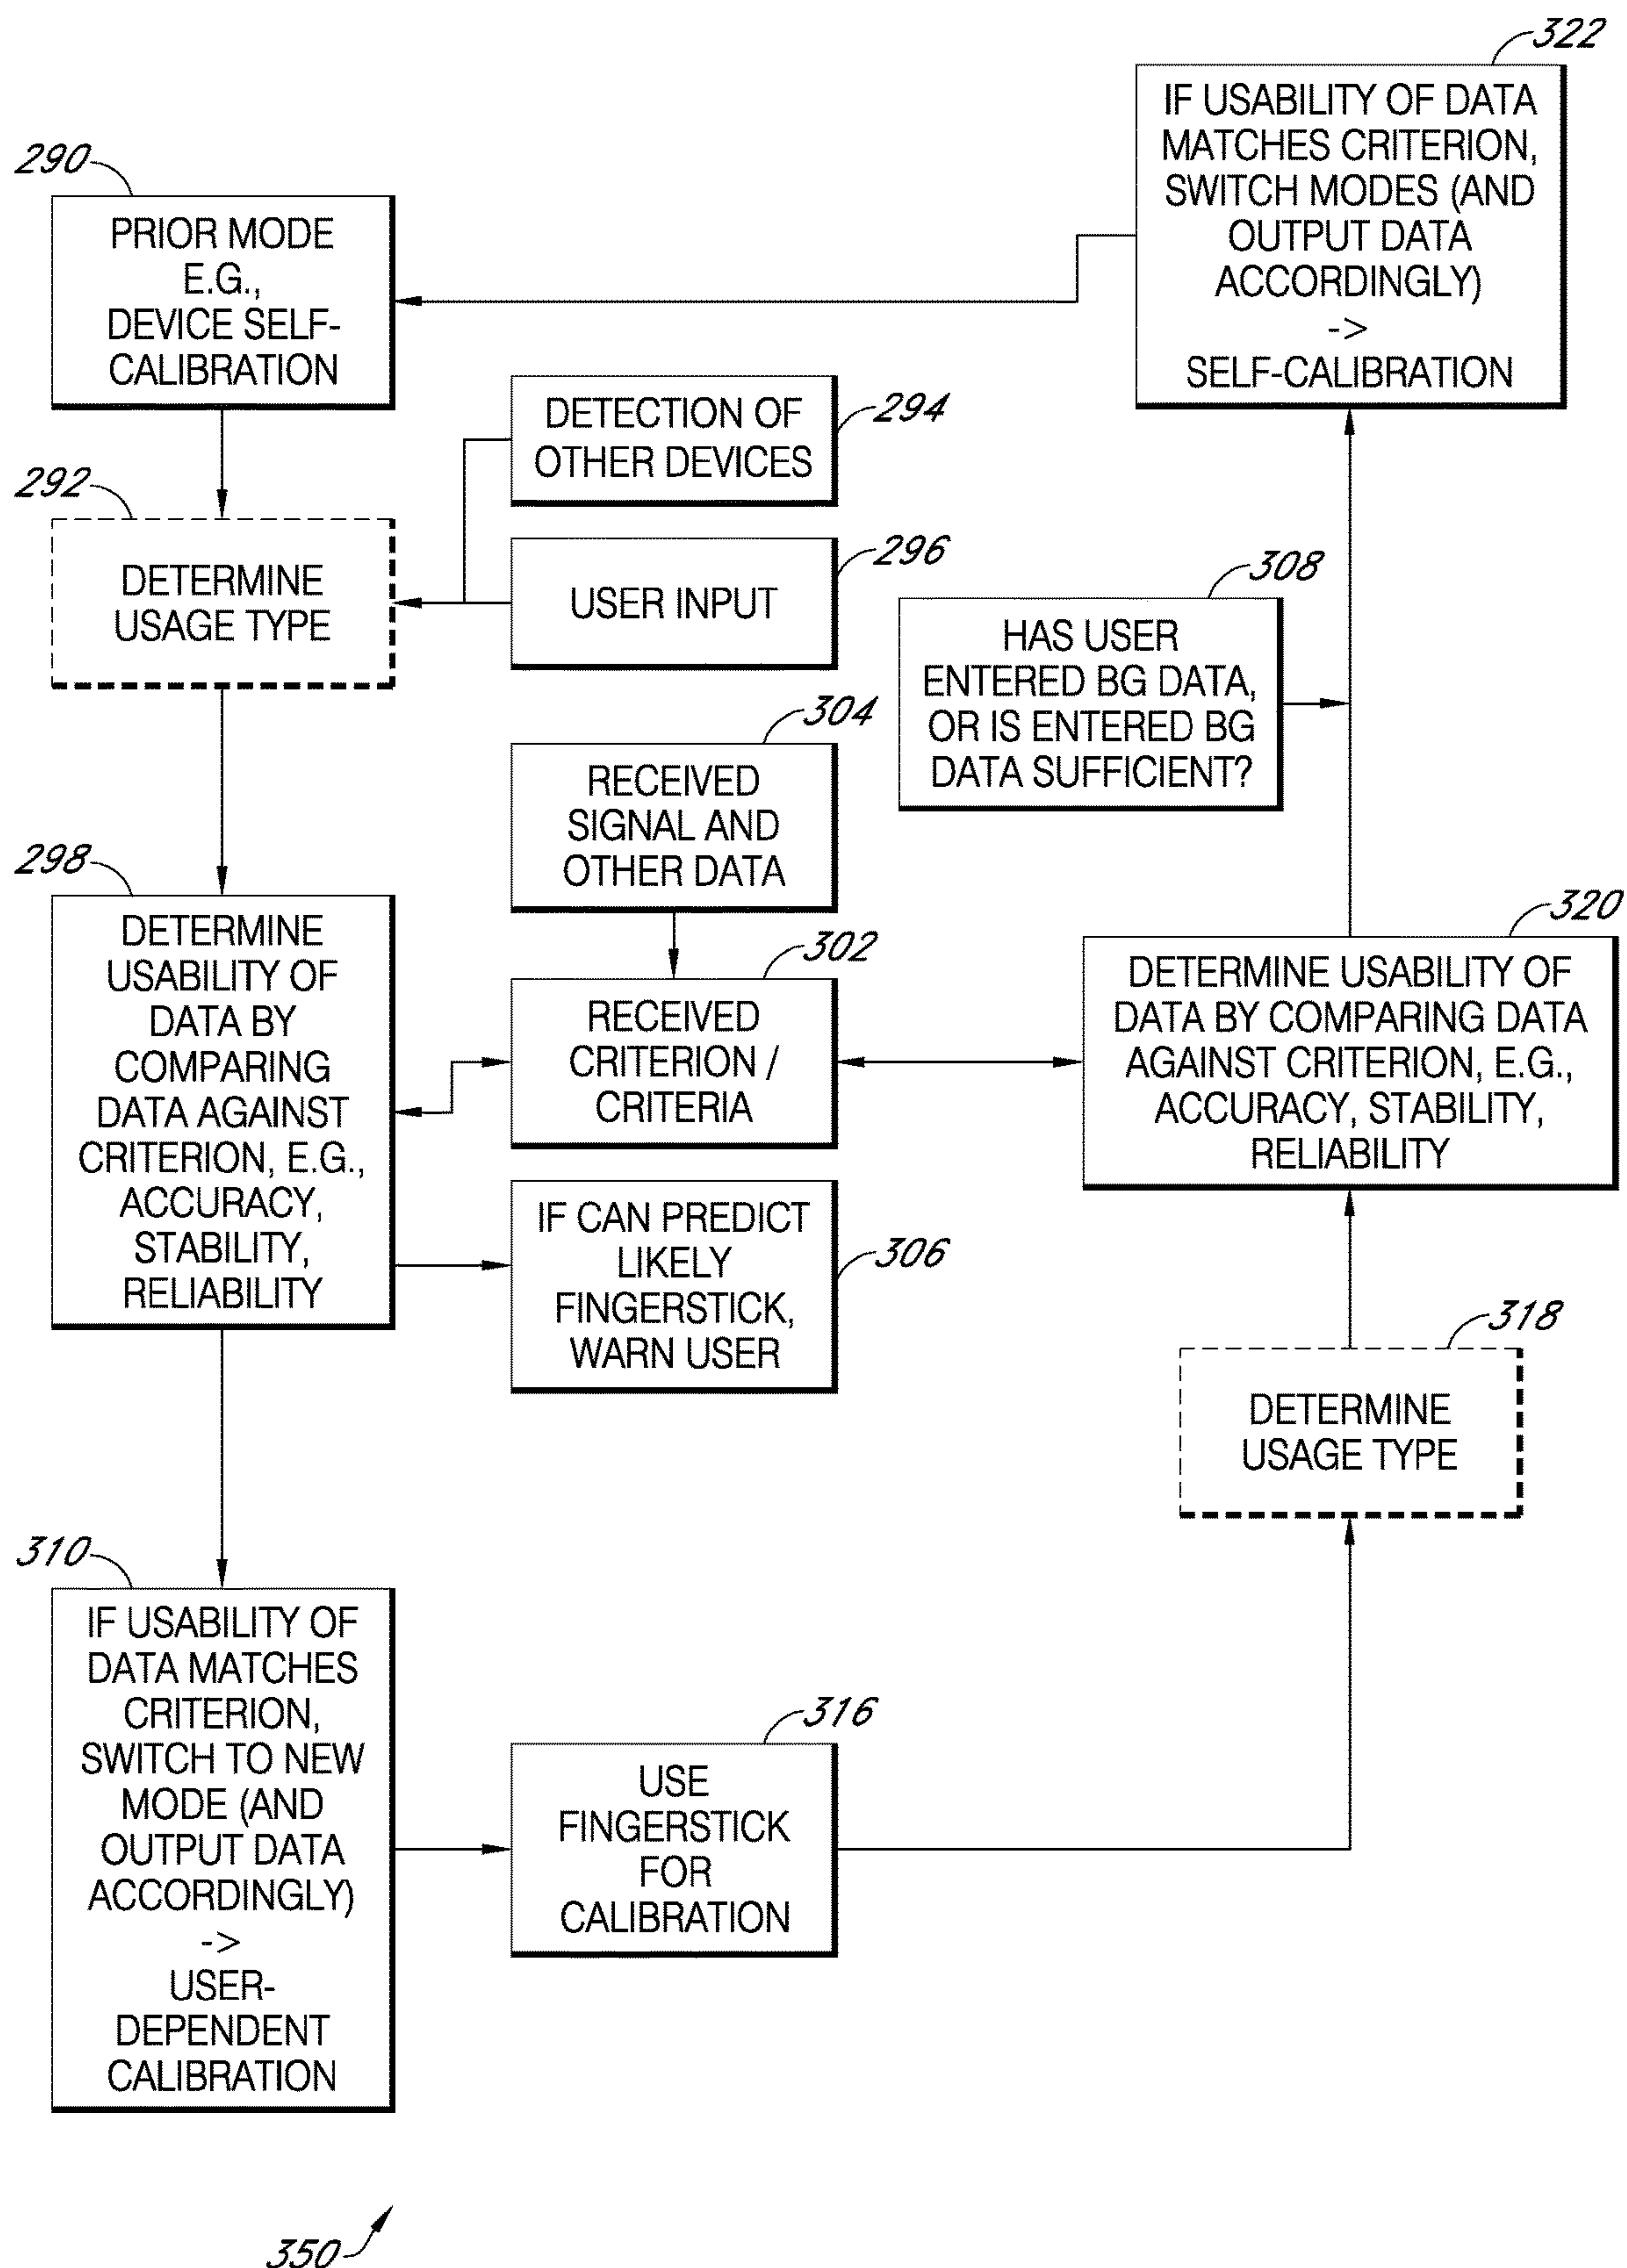 322
IF USABILITY OF DATA
MATCHES CRITERION,
SWITCH MODES (AND
OUTPUT DATA
ACCORDINGLY)
->
SELF-CALIBRATION
290
PRIOR MODE
E.G.,
DEVICE SELF-
CALIBRATION
294
DETECTION OF
OTHER DEVICES
292
DETERMINE
USAGE TYPE
296
USER INPUT
308
HAS USER
ENTERED BG DATA,
OR IS ENTERED BG
DATA SUFFICIENT?
304
RECEIVED
SIGNAL AND
OTHER DATA
298
DETERMINE
USABILITY OF
DATA BY
COMPARING
DATA AGAINST
CRITERION, E.G.,
ACCURACY,
STABILITY,
RELIABILITY
302
RECEIVED
CRITERION /
CRITERIA
320
DETERMINE USABILITY OF
DATA BY COMPARING DATA
AGAINST CRITERION, E.G.,
ACCURACY, STABILITY,
RELIABILITY
306
IF CAN PREDICT
LIKELY
FINGERSTICK,
WARN USER
318
DETERMINE
USAGE TYPE
310
IF USABILITY OF
DATA MATCHES
CRITERION,
SWITCH TO NEW
MODE (AND
OUTPUT DATA
ACCORDINGLY)
->
USER-
DEPENDENT
CALIBRATION
316
USE
FINGERSTICK
FOR
CALIBRATION
350